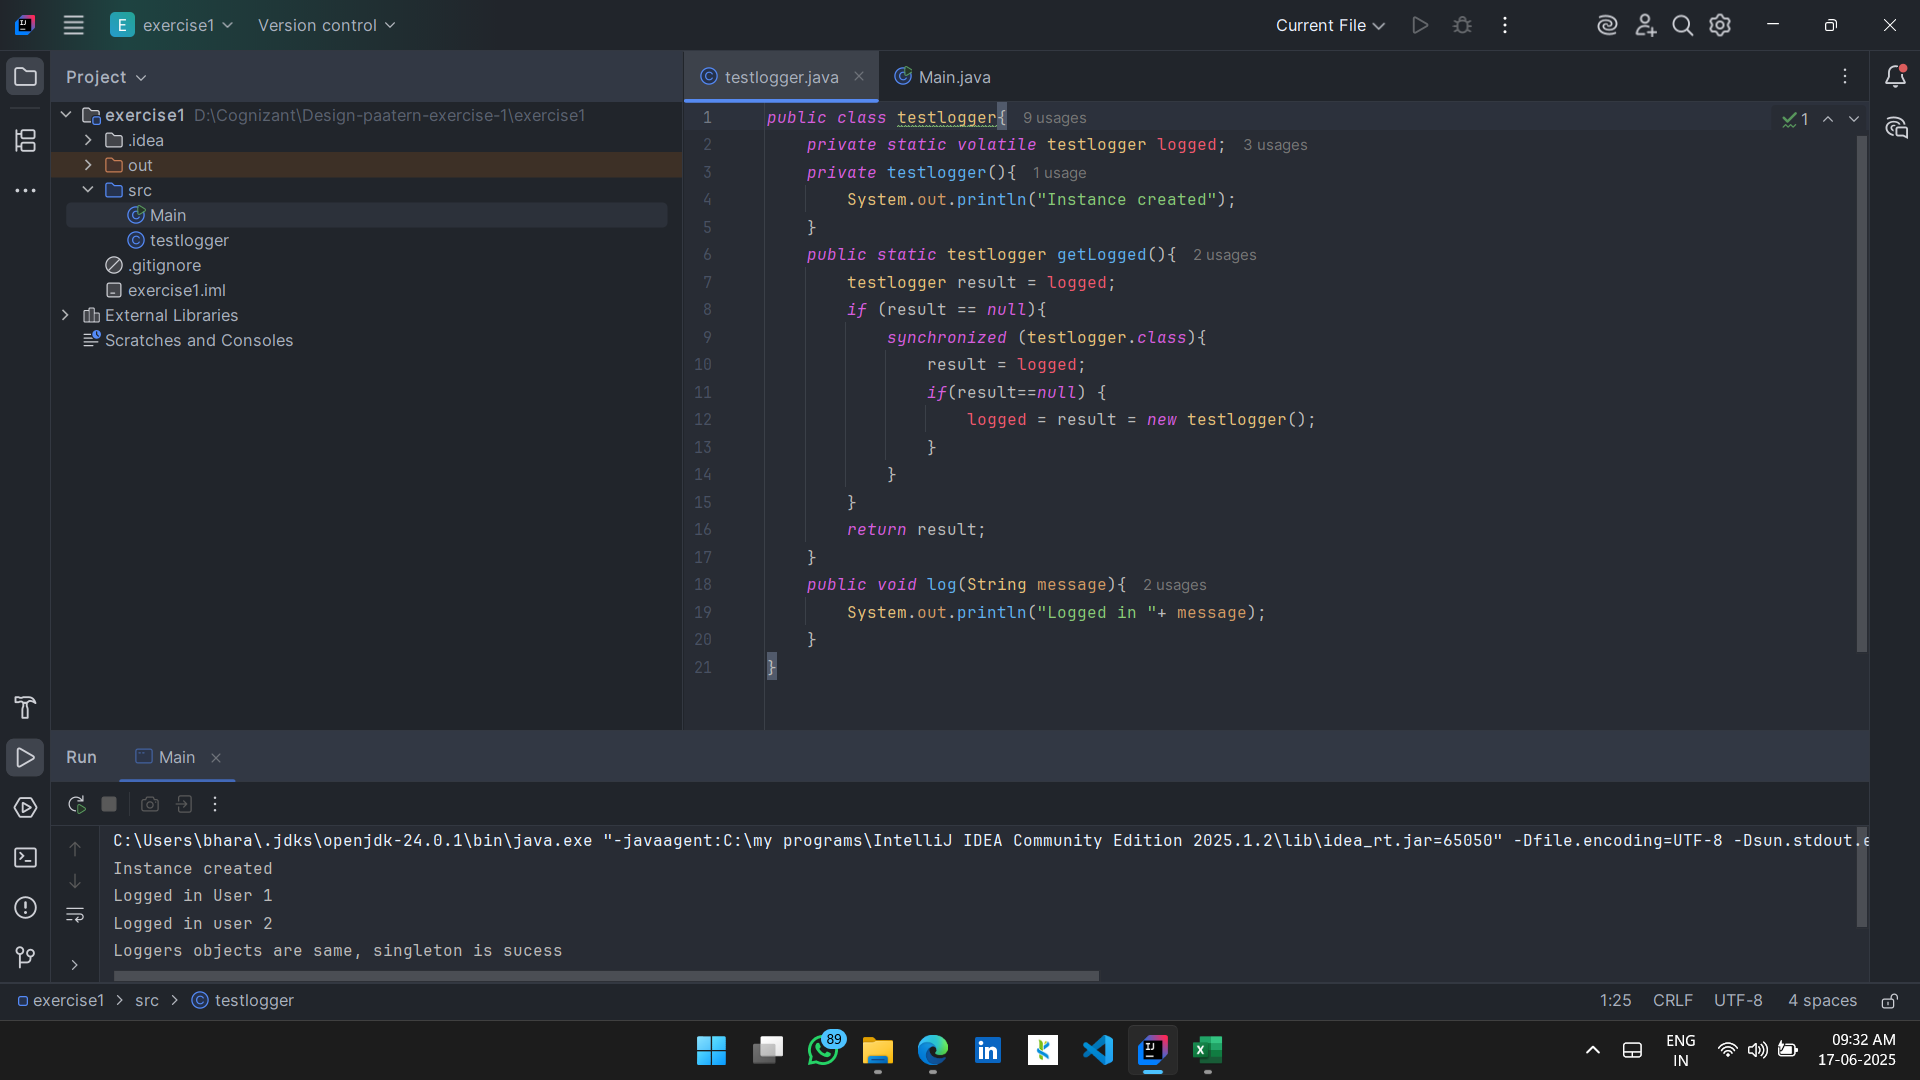 E exercise1 Version control Current File
Project
exercise1 D:\Cognizant\Design-paatern-exercise-1\exercise1
.idea
out
src
Main
testlogger
.gitignore
exercise1.iml
External Libraries
Scratches and Consoles
testlogger.java Main.java
1 public class testlogger{ 9 usages
2 private static volatile testlogger logged; 3 usages
3 private testlogger(){ 1 usage
4 System.out.println("Instance created");
5 }
6 public static testlogger getLogged(){ 2 usages
7 testlogger result = logged;
8 if (result == null){
9 synchronized (testlogger.class){
10 result = logged;
11 if(result==null) {
12 logged = result = new testlogger();
13 }
14 }
15 }
16 return result;
17 }
18 public void log(String message){ 2 usages
19 System.out.println("Logged in "+ message);
20 }
21 }
1
Run Main
C:\Users\bhara\.jdks\openjdk-24.0.1\bin\java.exe "-javaagent:C:\my programs\IntelliJ IDEA Community Edition 2025.1.2\lib\idea_rt.jar=65050" -Dfile.encoding=UTF-8 -Dsun.stdout.e
Instance created
Logged in User 1
Logged in user 2
Loggers objects are same, singleton is sucess
exercise1 > src > testlogger 1:25 CRLF UTF-8 4 spaces
89
ENG
IN
09:32 AM
17-06-2025